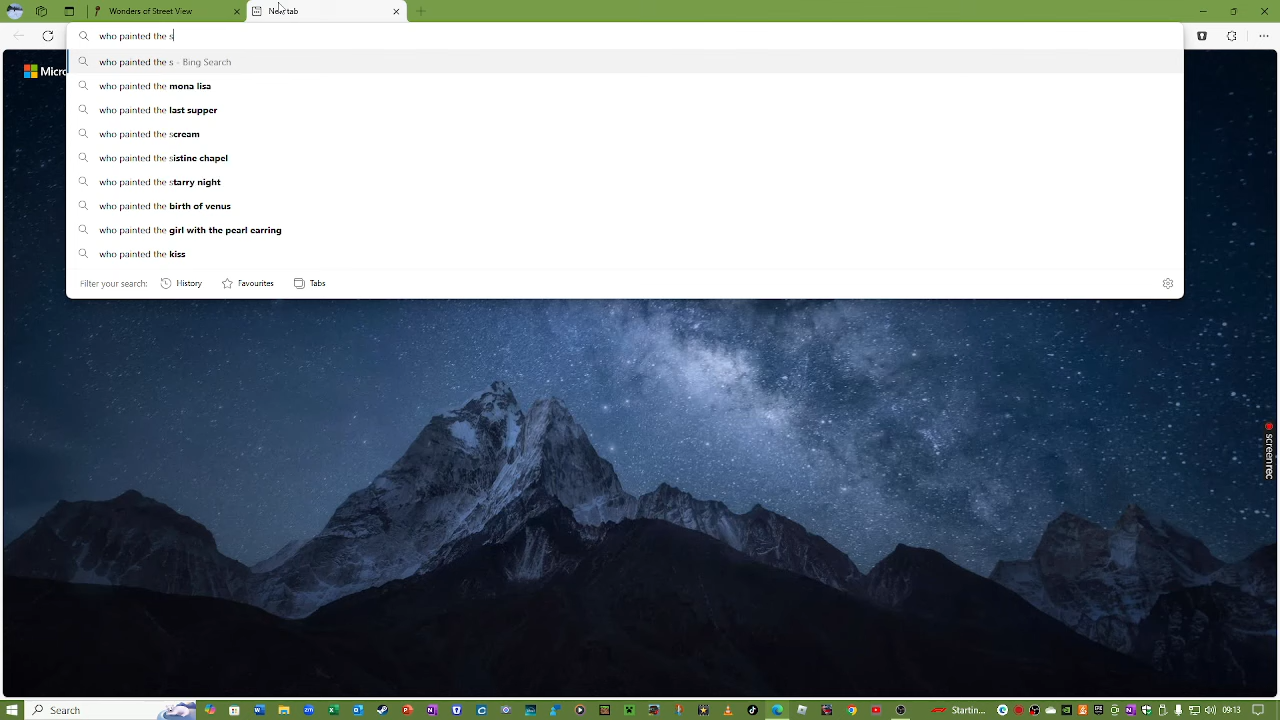 Wonders of Street View
New tab
who painted the s
who painted the s - Bing Search
Micro
who painted the mona lisa
who painted the last supper
who painted the scream
who painted the sistine chapel
who painted the starry night
who painted the birth of venus
who painted the girl with the pearl earring
who painted the kiss
Filter your search: History Favourites Tabs
screenrec
Search
Startin...
09:13